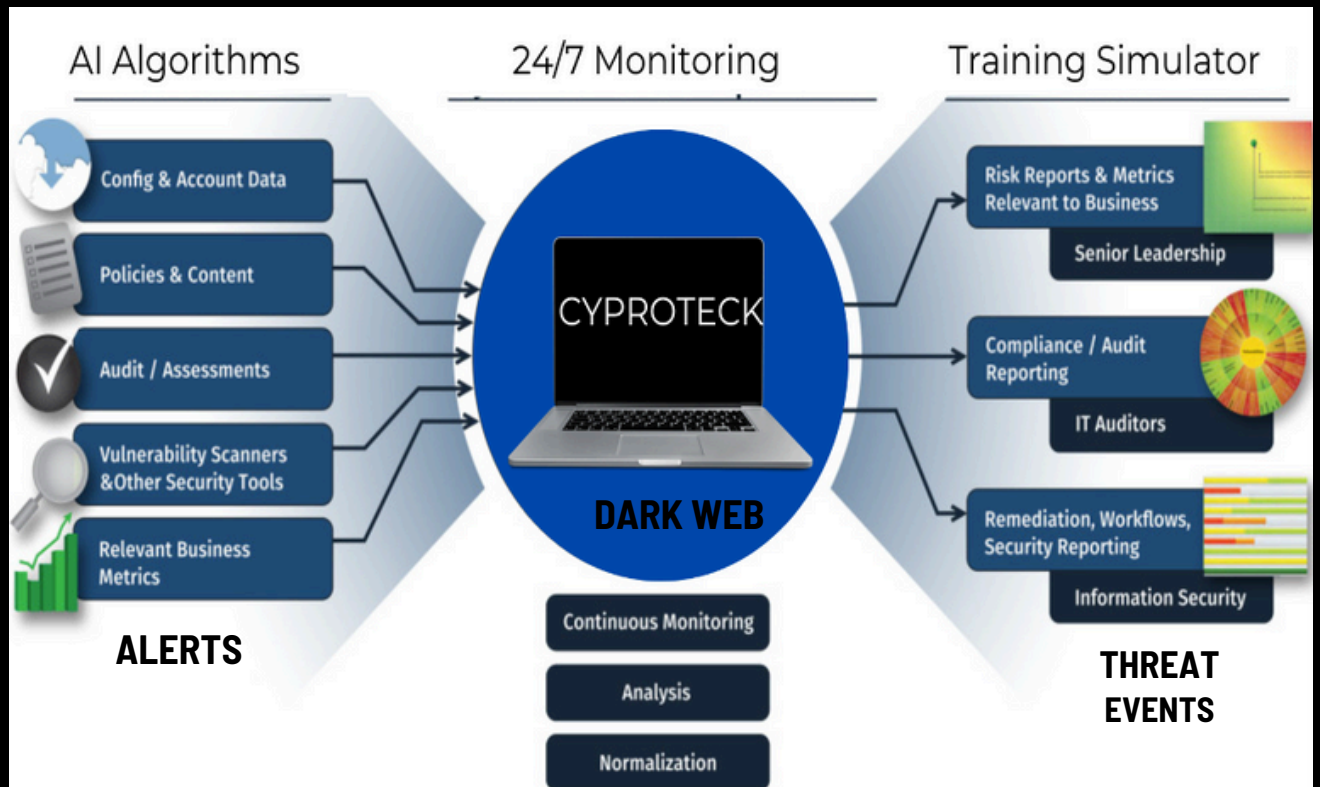 AI Algorithms
24/7 Monitoring
Training Simulator
Config & Account Data
Policies & Content
Audit / Assessments
Vulnerability Scanners
&Other Security Tools
Relevant Business
Metrics
ALERTS
CYPROTECK
DARK WEB
Continuous Monitoring
Analysis
Normalization
Risk Reports & Metrics
Relevant to Business
Senior Leadership
Compliance / Audit
Reporting
IT Auditors
Remediation, Workflows,
Security Reporting
Information Security
THREAT
EVENTS